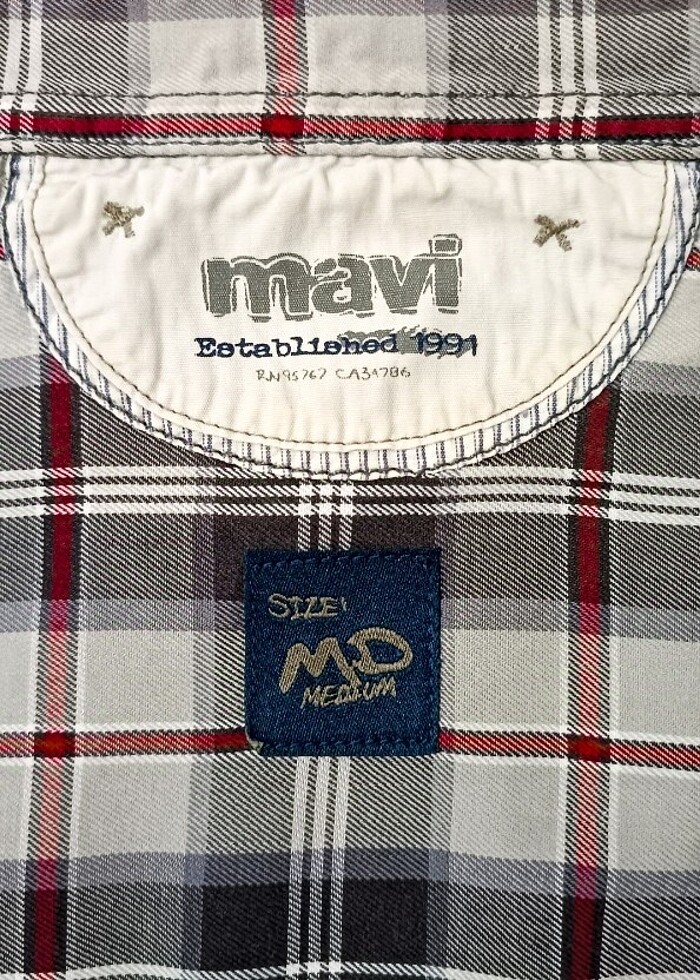 mavi
Established 1991
RN95767 CA34786
SIZE:
MD
MEDIUM